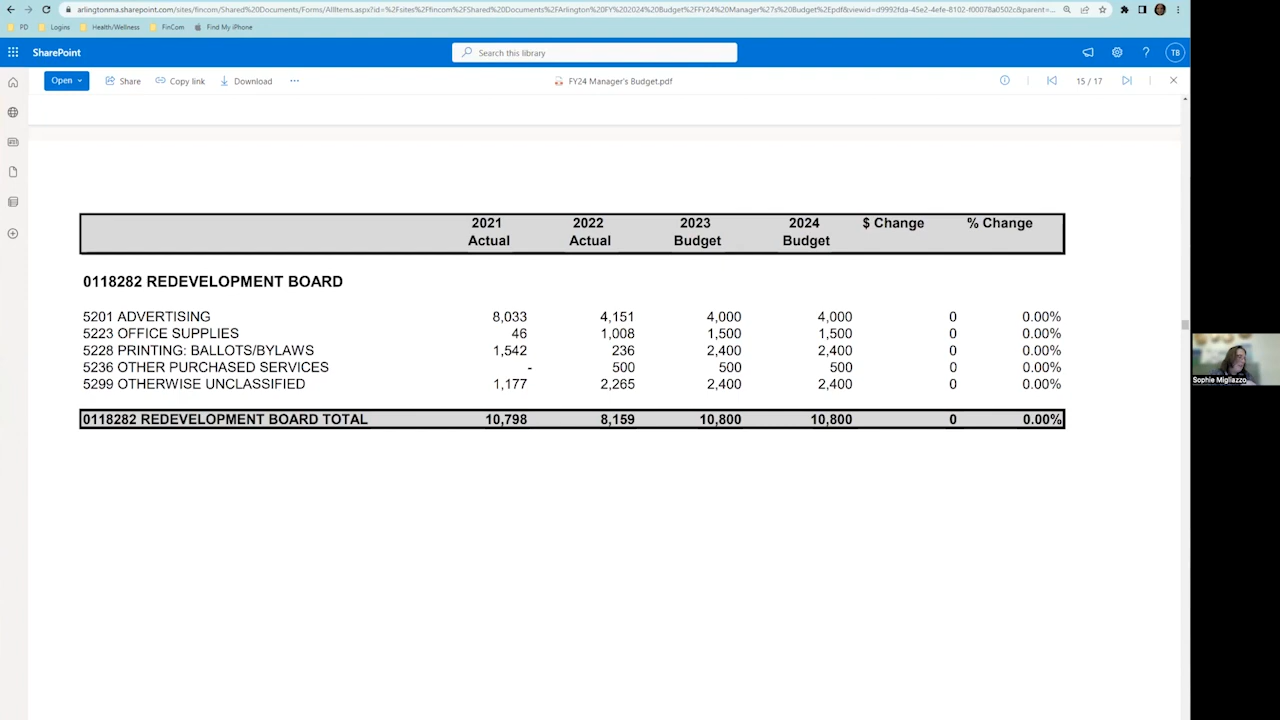 arlingtonma.sharepoint.com/sites/fincom/Shared%20Documents/Forms/AllItems.aspx?id=%2Fsites%2Ffincom%2FShared%20Documents%2FArlington%20FY%202024%20Budget%2FFY24%20Manager%27s%20Budget%2Epdf&viewid=d9992fda-45e2-4efe-8102-f00078a0502c&parent=...
PD Logins Health/Wellness FinCom Find My iPhone
SharePoint Search this library ? TB
Open Share Copy link Download ... FY24 Manager's Budget.pdf 15 / 17
2021 2022 2023 2024 $ Change % Change
Actual Actual Budget Budget
0118282 REDEVELOPMENT BOARD
5201 ADVERTISING 8,033 4,151 4,000 4,000 0 0.00%
5223 OFFICE SUPPLIES 46 1,008 1,500 1,500 0 0.00%
5228 PRINTING: BALLOTS/BYLAWS 1,542 236 2,400 2,400 0 0.00%
5236 OTHER PURCHASED SERVICES - 500 500 500 0 0.00%
5299 OTHERWISE UNCLASSIFIED 1,177 2,265 2,400 2,400 0 0.00%
0118282 REDEVELOPMENT BOARD TOTAL 10,798 8,159 10,800 10,800 0 0.00%
Sophie Migliazzo